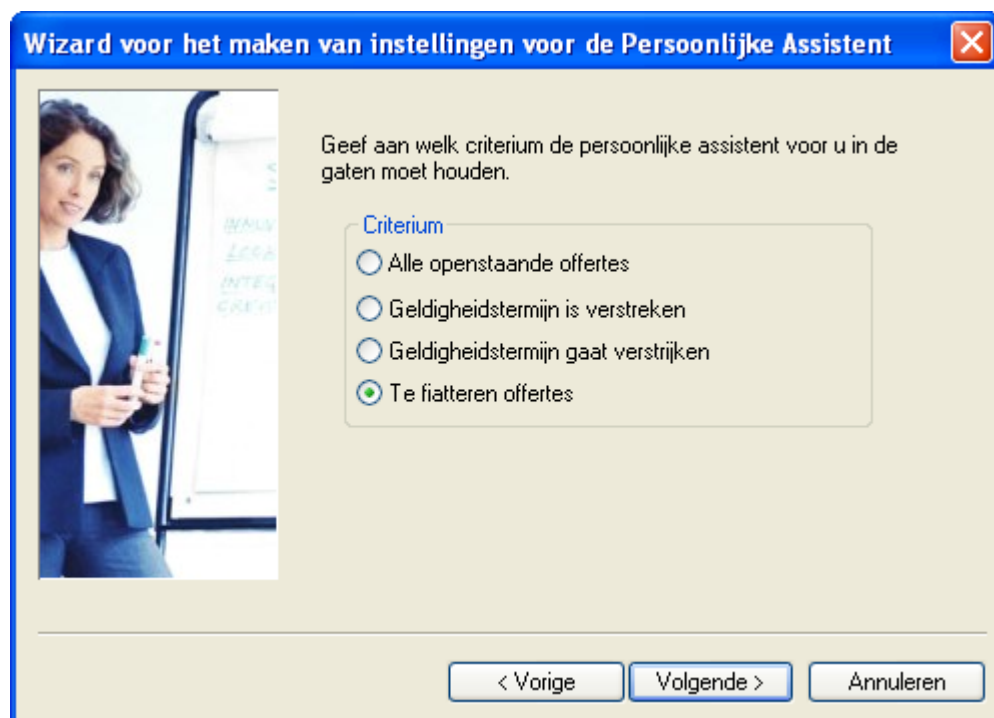 Wizard voor het maken van instellingen voor de Persoonlijke Assistent
Geef aan welk criterium de persoonlijke assistent voor u in de
gaten moet houden.
Criterium
Alle openstaande offertes
Geldigheidstermijn is verstreken
Geldigheidstermijn gaat verstrijken
Te fiatteren offertes
< Vorige
Volgende >
Annuleren